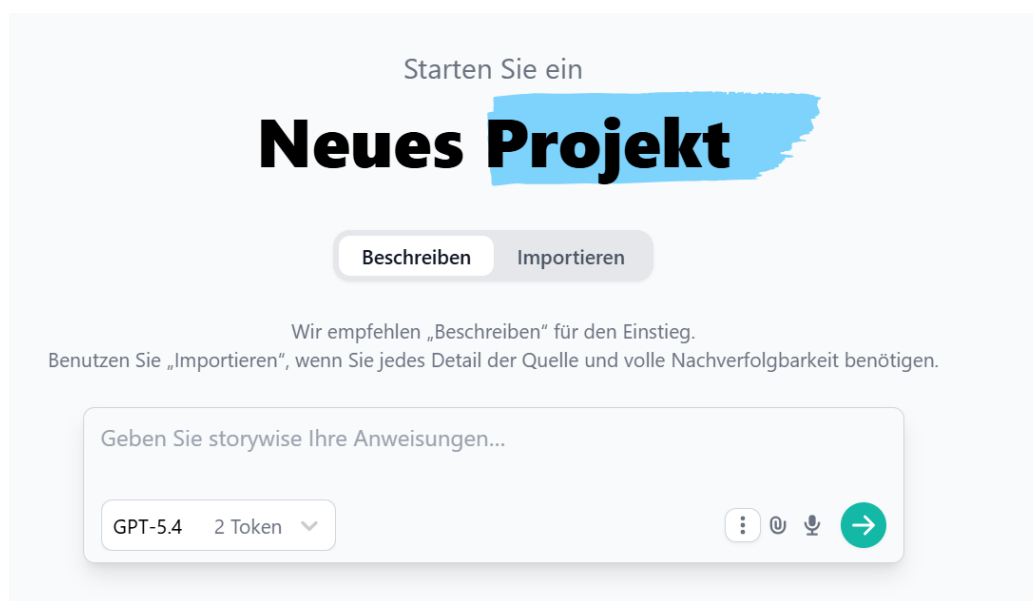 Starten Sie ein
Neues Projekt
Beschreiben Importieren
Wir empfehlen „Beschreiben“ für den Einstieg.
Benutzen Sie „Importieren“, wenn Sie jedes Detail der Quelle und volle Nachverfolgbarkeit benötigen.
Geben Sie storywise Ihre Anweisungen...
GPT-5.4 2 Token